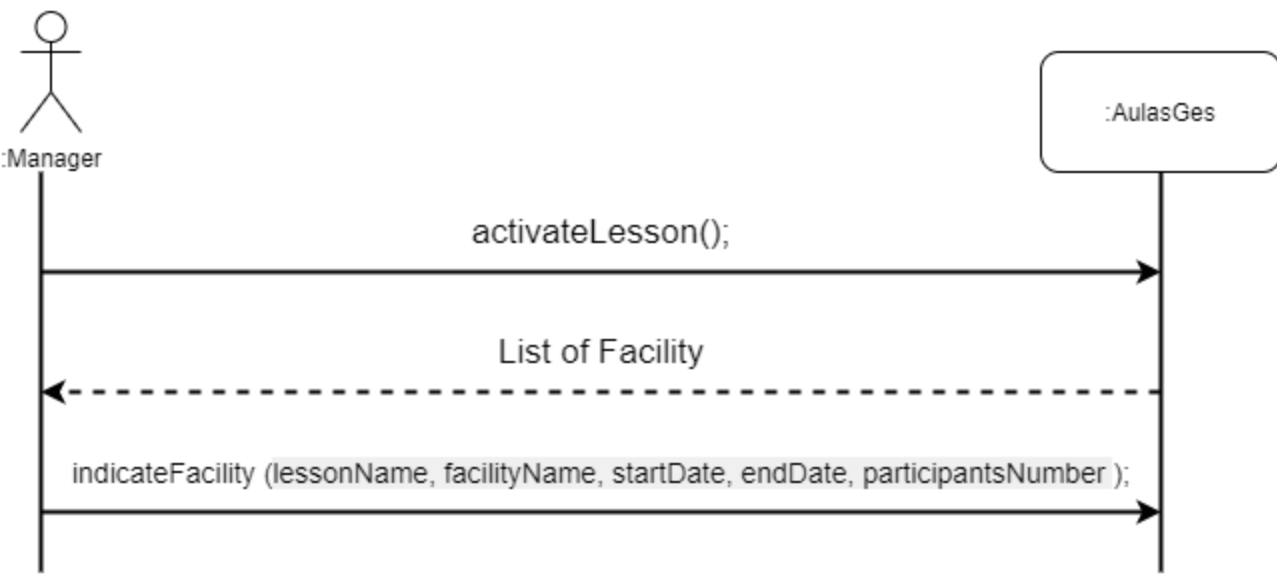 :Manager
:AulasGes
activateLesson();
List of Facility
indicateFacility (lessonName, facilityName, startDate, endDate, participantsNumber );